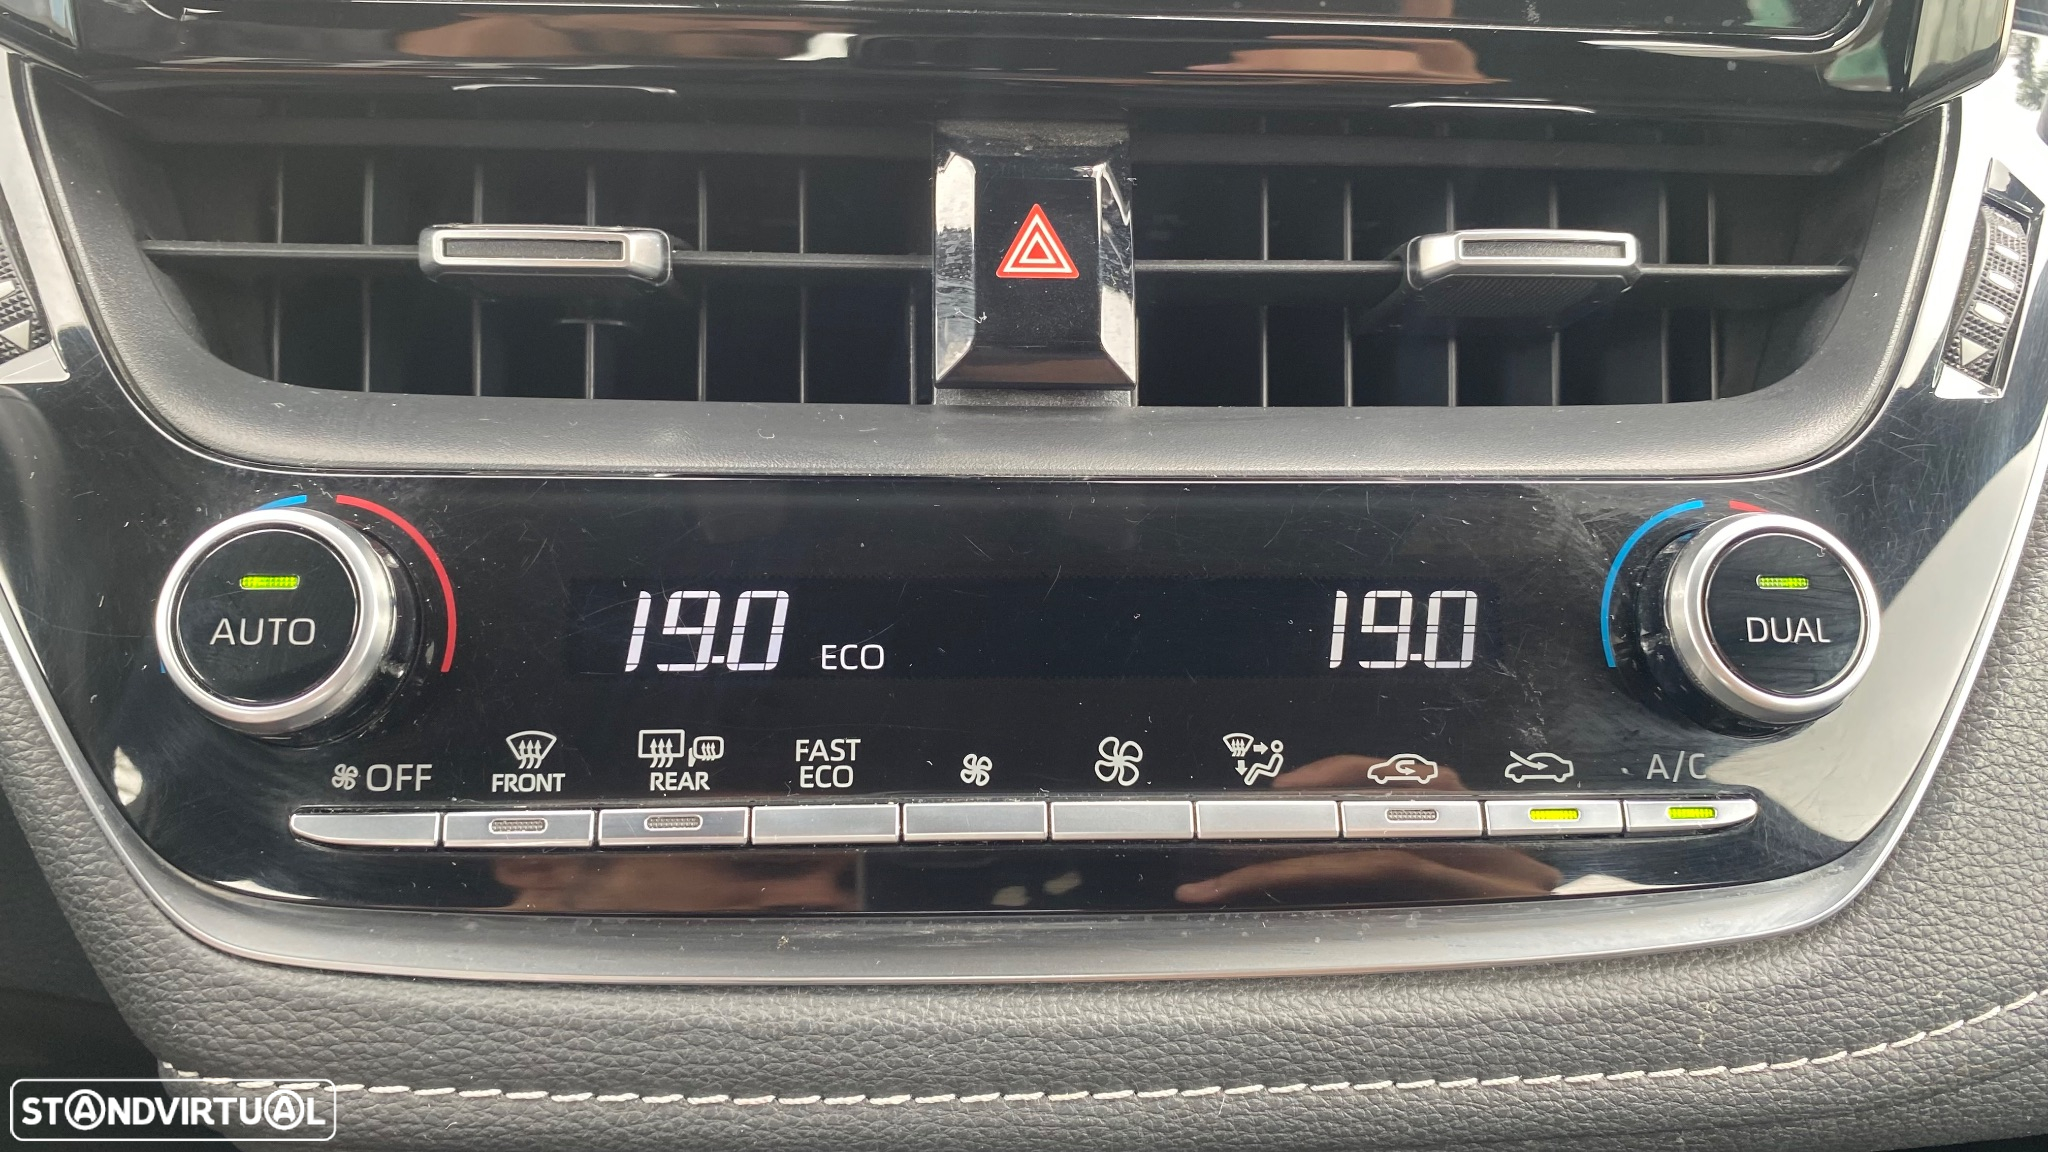 AUTO
19.0 ECO
19.0
DUAL
OFF
FRONT
REAR
FAST
ECO
A/C
STANDVIRTUAL